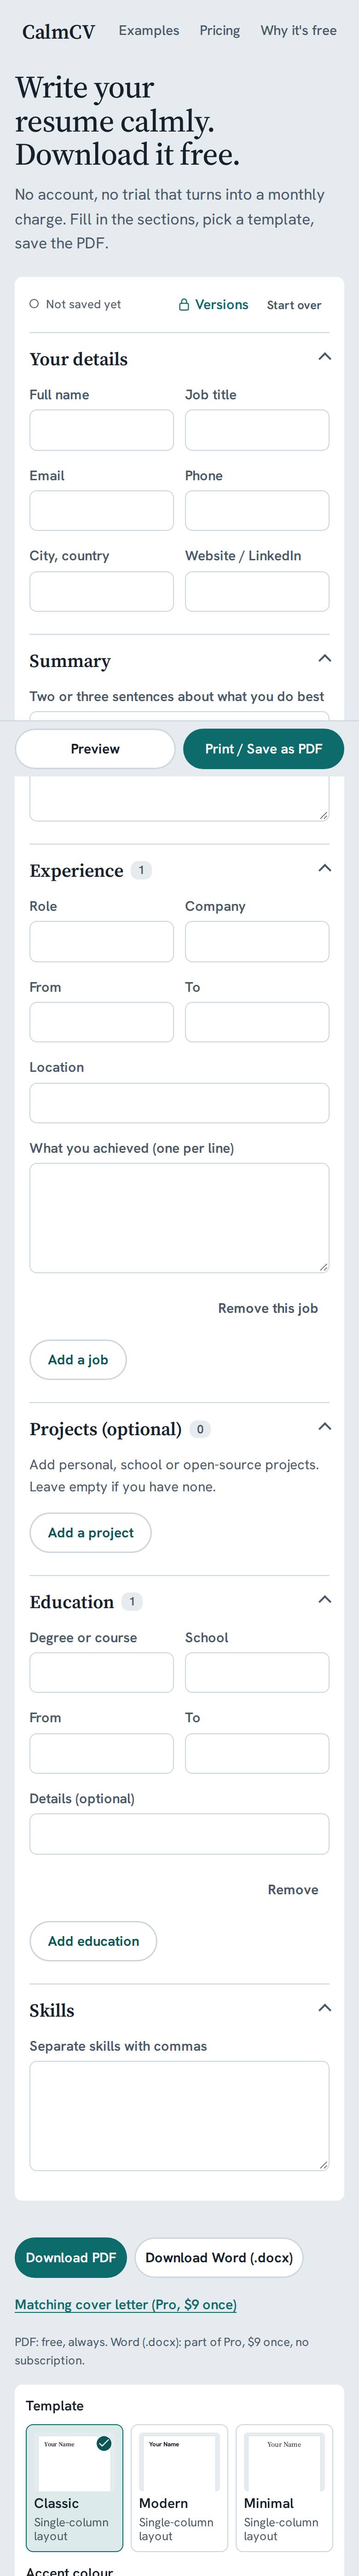 CalmCV Examples Pricing Why it's free
Write your
resume calmly.
Download it free.
No account, no trial that turns into a monthly
charge. Fill in the sections, pick a template,
save the PDF.
Not saved yet Versions Start over
Your details
Full name Job title
Email Phone
City, country Website / LinkedIn
Summary
Two or three sentences about what you do best
Preview Print / Save as PDF
Experience 1
Role Company
From To
Location
What you achieved (one per line)
Remove this job
Add a job
Projects (optional) 0
Add personal, school or open-source projects.
Leave empty if you have none.
Add a project
Education 1
Degree or course School
From To
Details (optional)
Remove
Add education
Skills
Separate skills with commas
Download PDF Download Word (.docx)
Matching cover letter (Pro, $9 once)
PDF: free, always. Word (.docx): part of Pro, $9 once, no
subscription.
Template
Your Name Your Name Your Name
Classic Modern Minimal
Single-column Single-column Single-column
layout layout layout
Accent colour